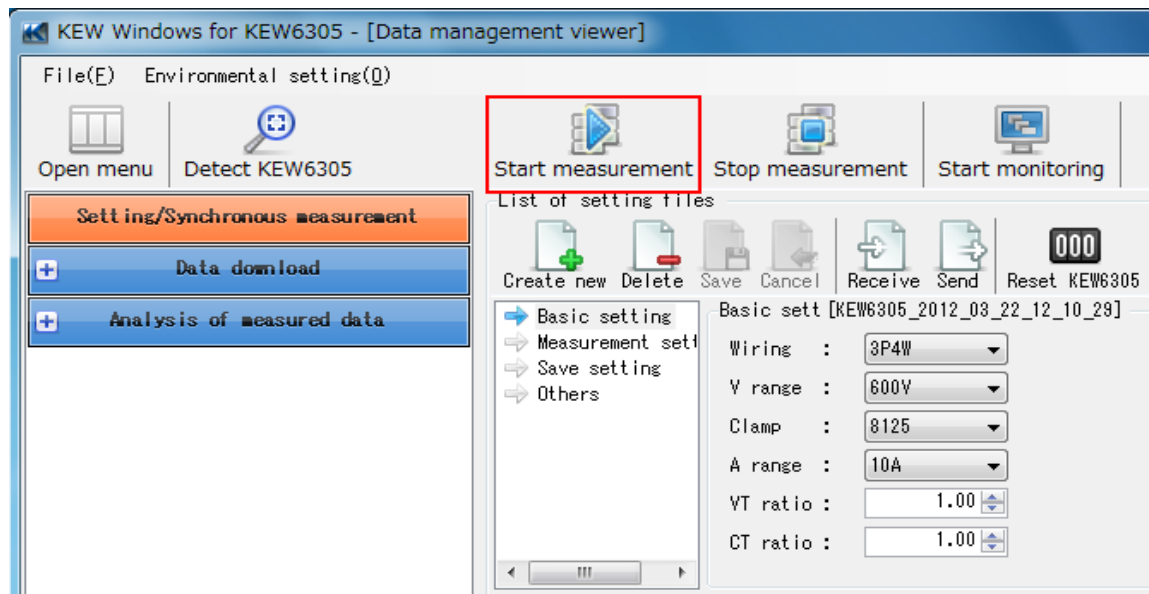 KEW Windows for KEW6305 - [Data management viewer]
File(F) Environmental setting(O)
Open menu Detect KEW6305 Start measurement Stop measurement Start monitoring
Setting/Synchronous measurement
Data download
Analysis of measured data
List of setting files
Create new Delete Save Cancel Receive Send 000 Reset KEW6305
Basic setting
Measurement sett
Save setting
Others
Basic sett [KEW6305_2012_03_22_12_10_29]
Wiring : 3P4W
V range : 600V
Clamp : 8125
A range : 10A
VT ratio : 1.00
CT ratio : 1.00